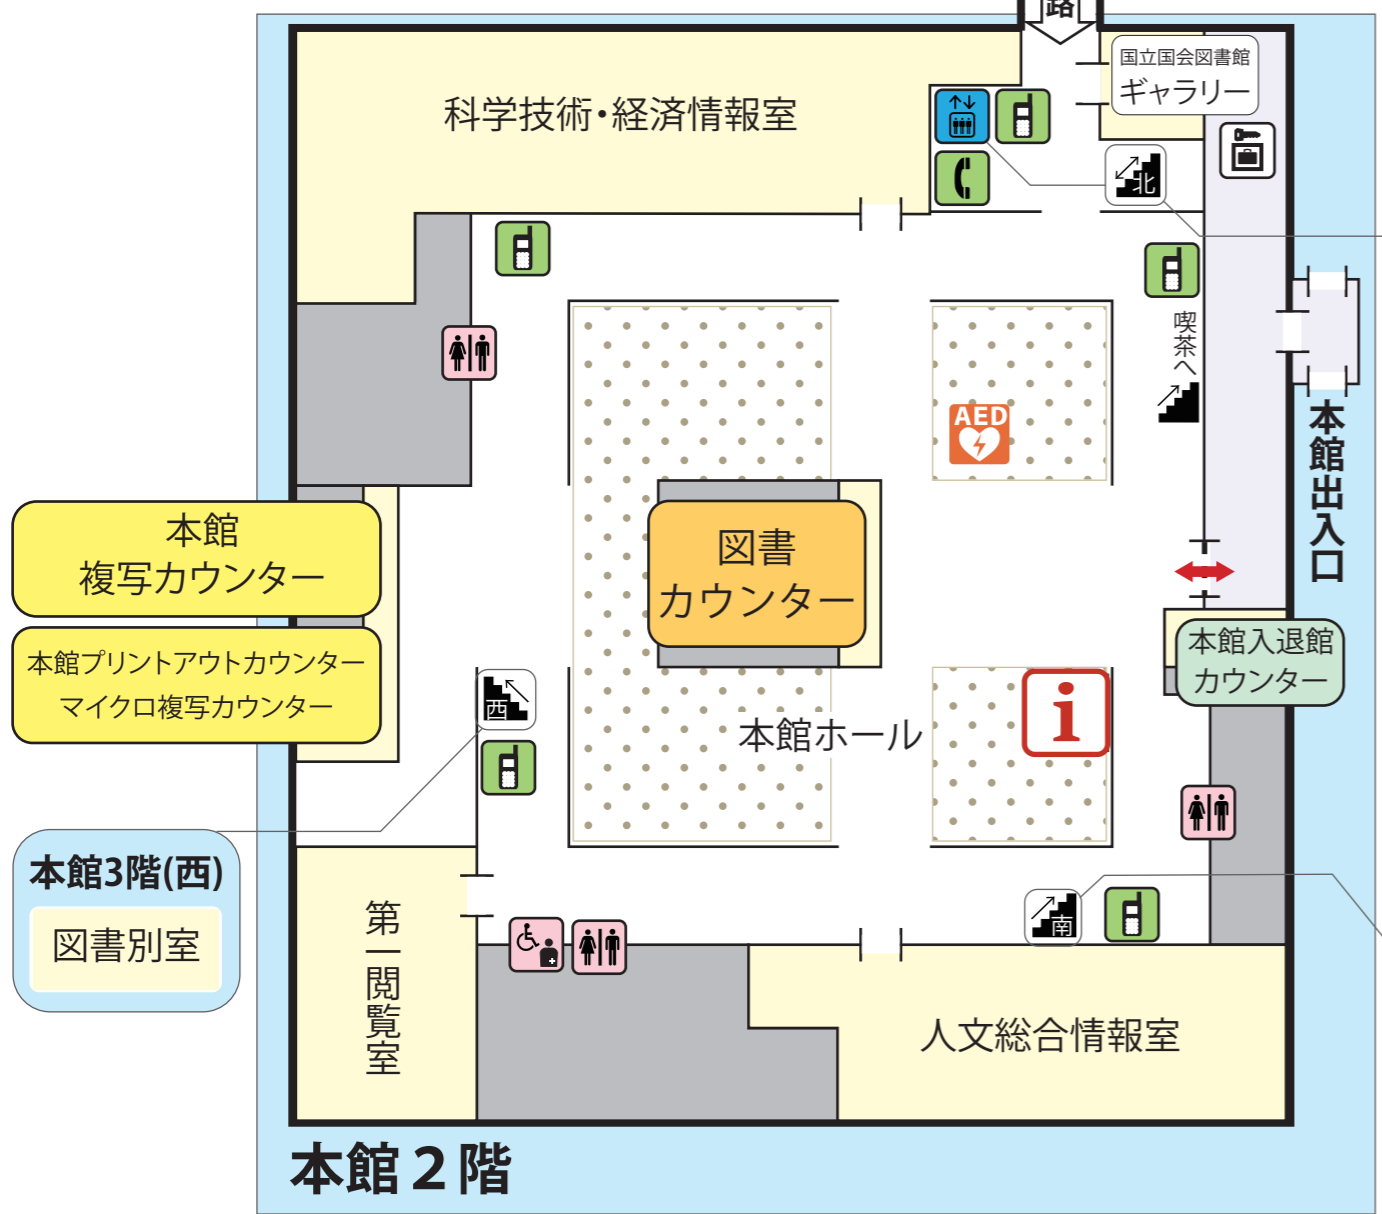 路
国立国会図書館
ギャラリー
科学技術・経済情報室
北
喫茶へ
AED
本館出入口
本館
複写カウンター
図書
カウンター
本館プリントアウトカウンター
マイクロ複写カウンター
本館入退館
カウンター
西
i
本館ホール
本館3階(西)
図書別室
南
第一閲覧室
人文総合情報室
本館２階